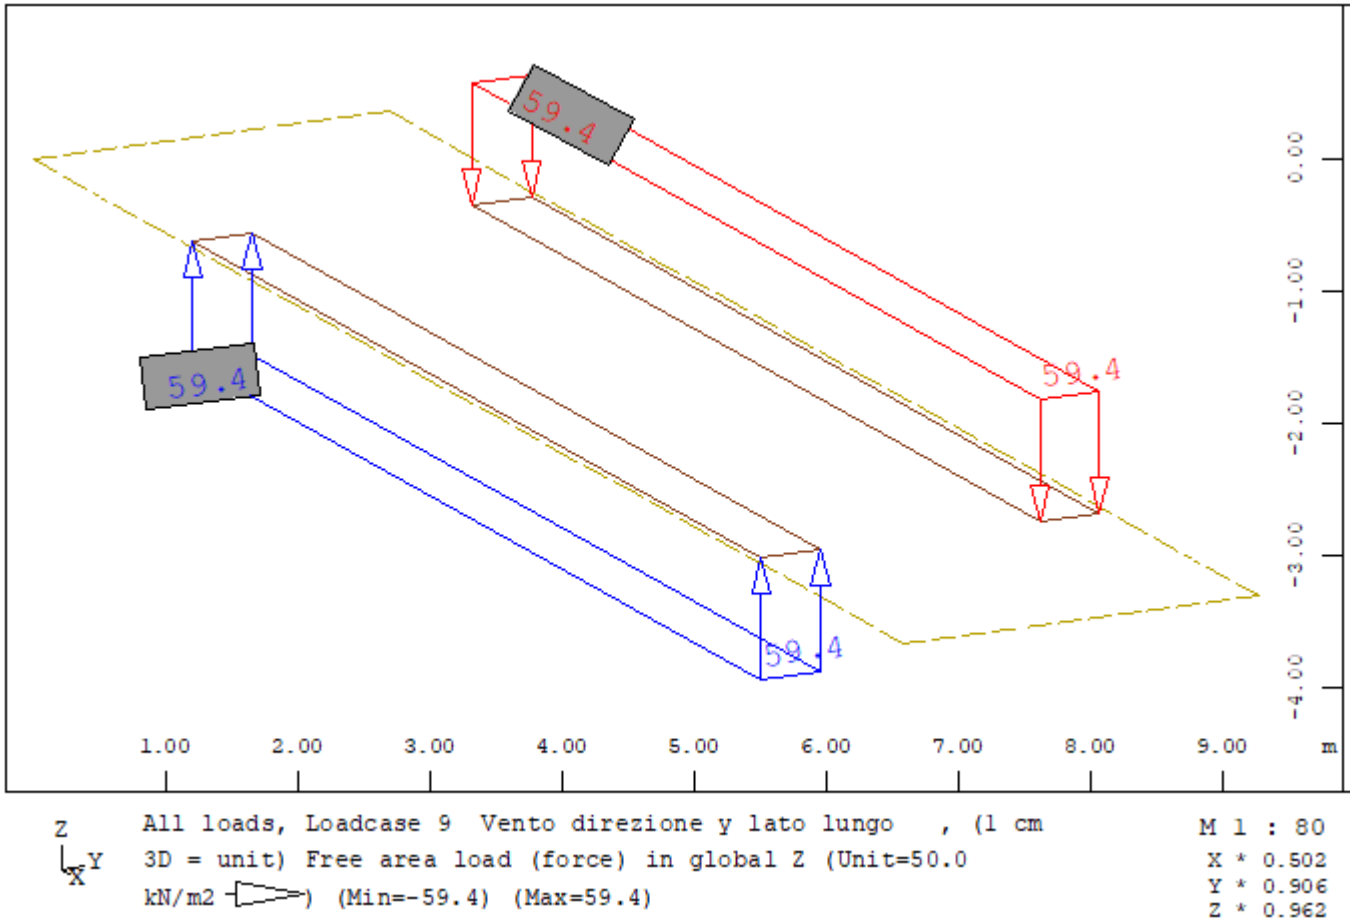 59.4
59.4
59.4
59.4
0.00
-1.00
-2.00
-3.00
-4.00
1.00 2.00 3.00 4.00 5.00 6.00 7.00 8.00 9.00 m
Z
Y
X
All loads, Loadcase 9 Vento direzione y lato lungo , (1 cm
3D = unit) Free area load (force) in global Z (Unit=50.0
kN/m2 ) (Min=-59.4) (Max=59.4)
M 1 : 80
X * 0.502
Y * 0.906
Z * 0.962